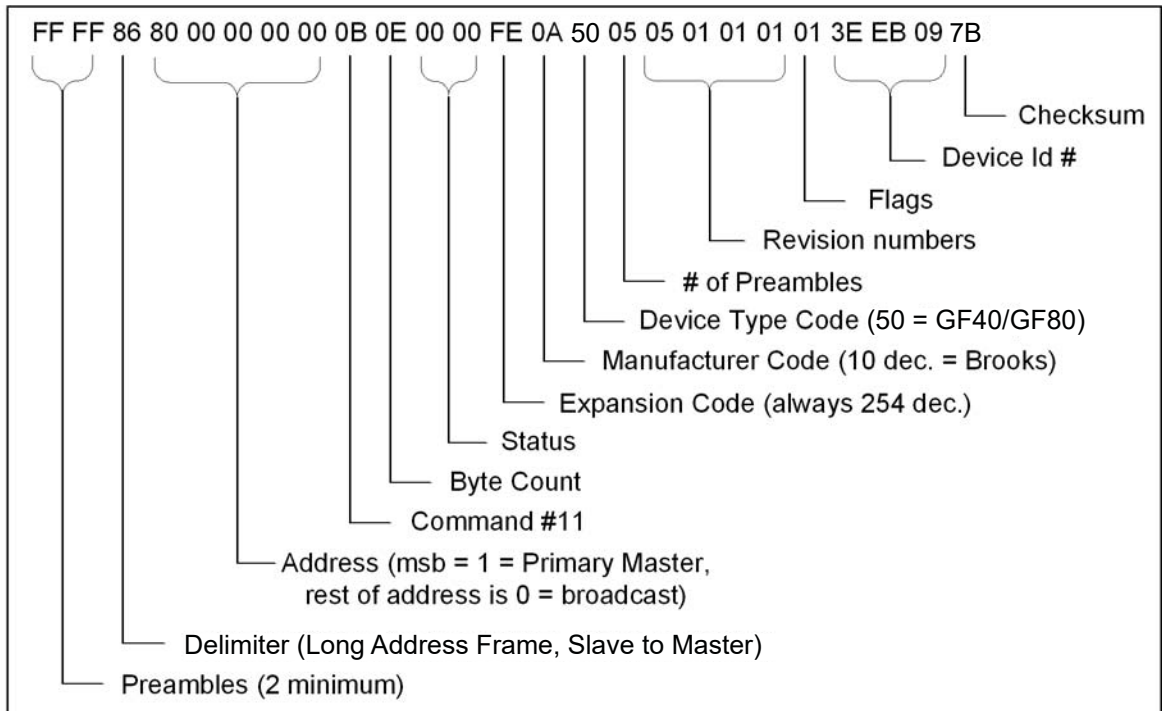 FF FF 86 80 00 00 00 00 0B 0E 00 00 FE 0A 50 05 05 01 01 01 01 3E EB 09 7B
Checksum
Device Id #
Flags
Revision numbers
# of Preambles
Device Type Code (50 = GF40/GF80)
Manufacturer Code (10 dec. = Brooks)
Expansion Code (always 254 dec.)
Status
Byte Count
Command #11
Address (msb = 1 = Primary Master,
rest of address is 0 = broadcast)
Delimiter (Long Address Frame, Slave to Master)
Preambles (2 minimum)